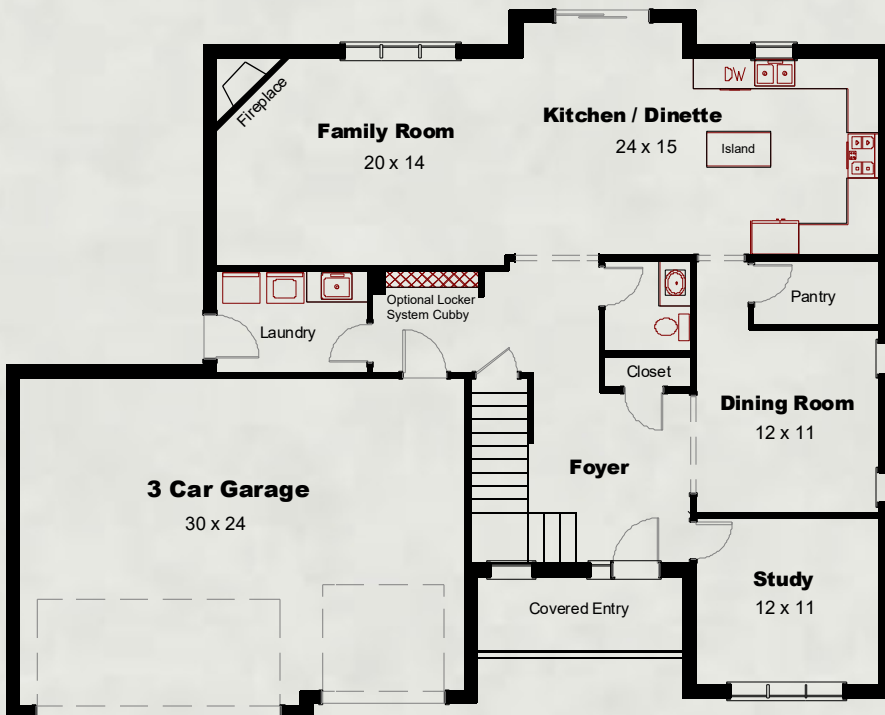 Fireplace
Family Room
20 x 14
Kitchen / Dinette
24 x 15
DW
Island
Optional Locker
System Cubby
Laundry
Pantry
Closet
Dining Room
12 x 11
Foyer
3 Car Garage
30 x 24
Study
12 x 11
Covered Entry